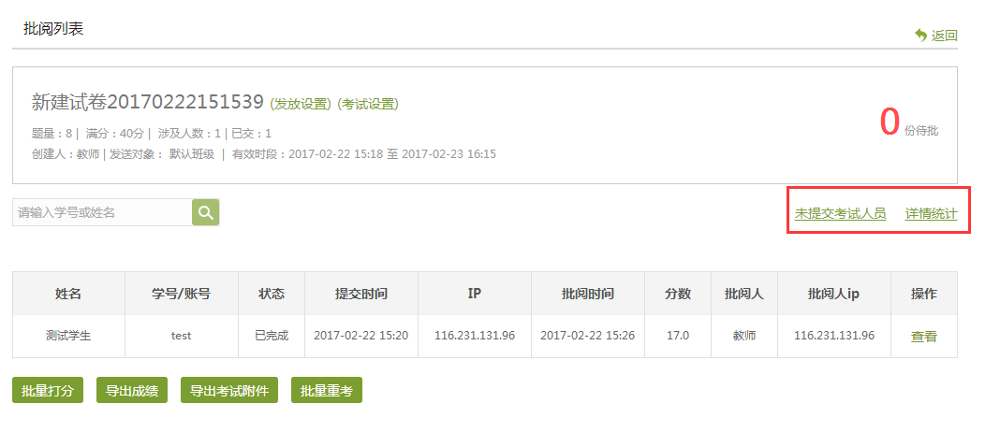 批阅列表
返回
新建试卷20170222151539 (发放设置) (考试设置)
题量：8 | 满分：40分 | 涉及人数：1 | 已交：1
0 份待批
创建人：教师 | 发送对象： 默认班级 | 有效时段：2017-02-22 15:18 至 2017-02-23 16:15
请输入学号或姓名
未提交考试人员 详情统计
姓名 学号/账号 状态 提交时间 IP 批阅时间 分数 批阅人 批阅人ip 操作
测试学生 test 已完成 2017-02-22 15:20 116.231.131.96 2017-02-22 15:26 17.0 教师 116.231.131.96 查看
批量打分 导出成绩 导出考试附件 批量重考